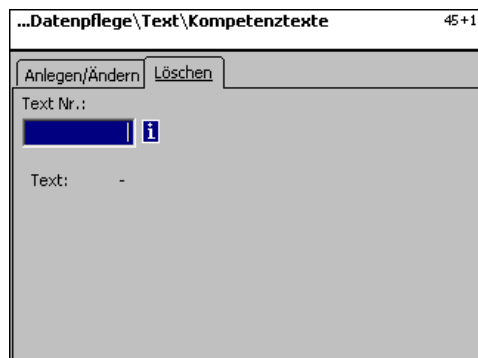 ...Datenpflege\Text\Kompetenztexte 45+1
Anlegen/Ändern Löschen
Text Nr.:
i
Text: -